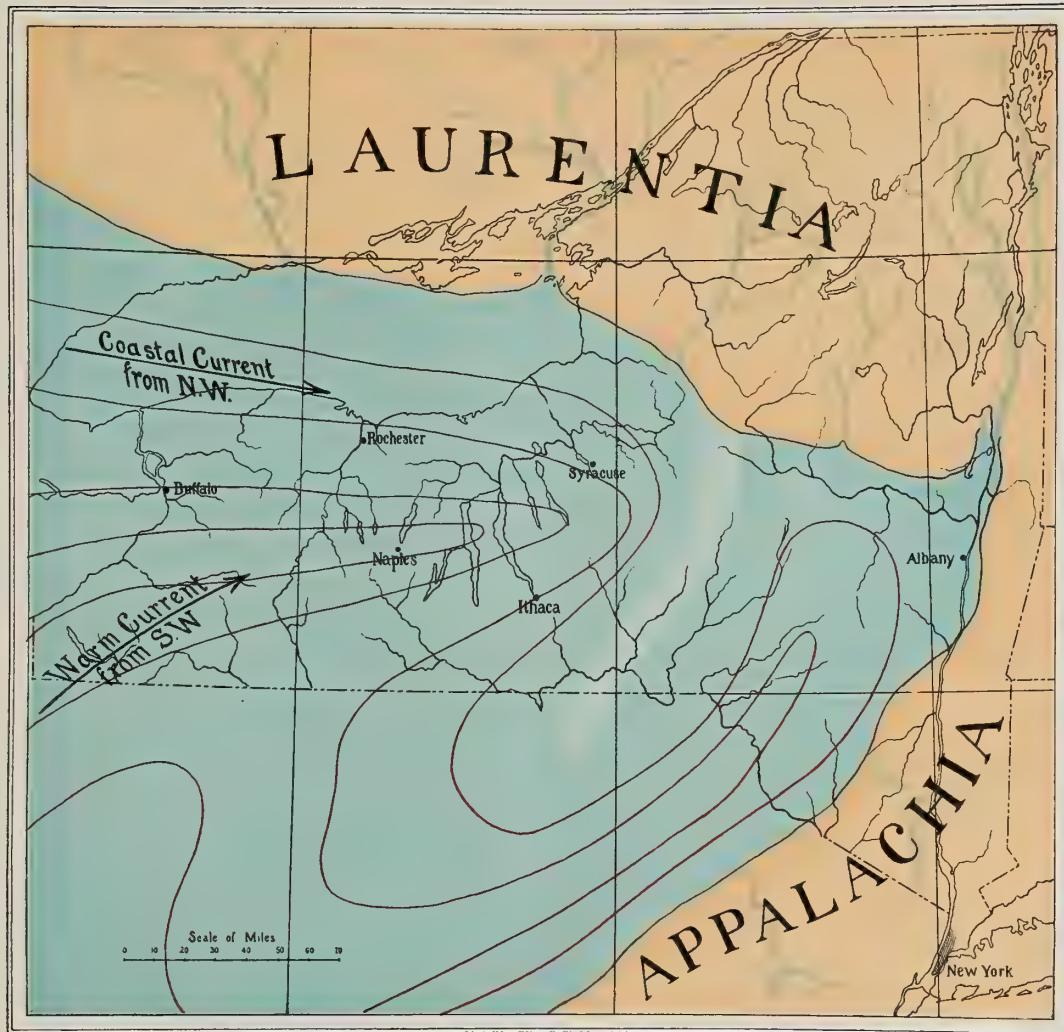 LAURENTIA
Coastal Current
from N.W.
Rochester
Syracuse
Buffalo
Naples
Albany
Ithaca
Warm Current
from S.W.
APPALACHIA
Scale of Miles
0 10 20 30 40 50 60 70
New York